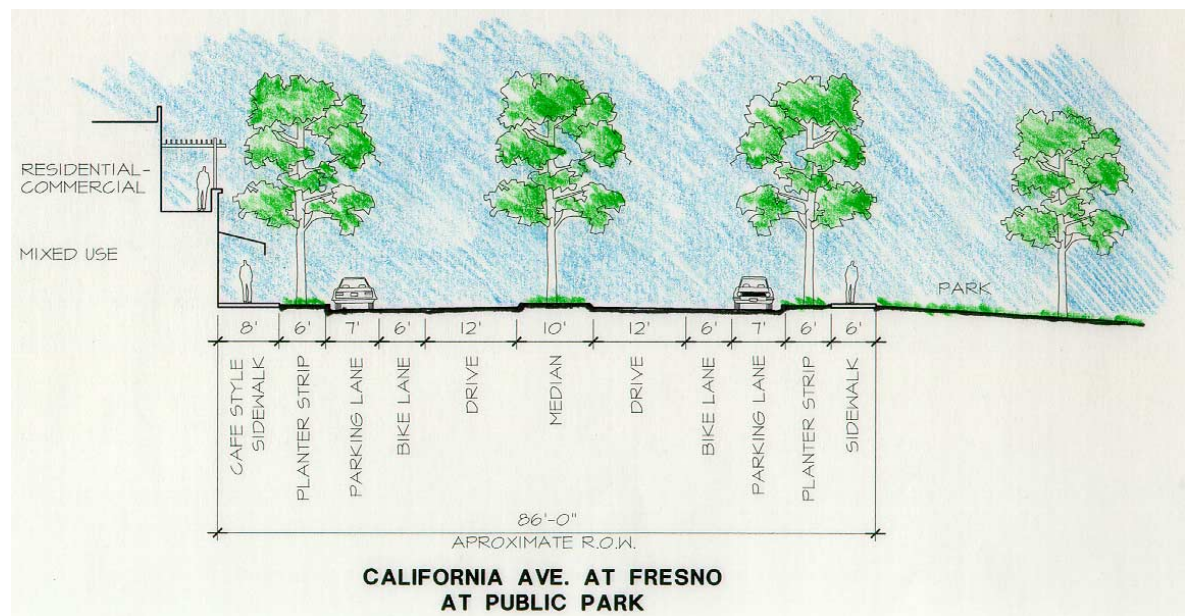 RESIDENTIAL-
COMMERCIAL
MIXED USE
PARK
8' 6' 7' 6' 12' 10' 12' 6' 7' 6' 6'
CAFE STYLE
SIDEWALK
PLANTER STRIP
PARKING LANE
BIKE LANE
DRIVE
MEDIAN
DRIVE
BIKE LANE
PARKING LANE
PLANTER STRIP
SIDEWALK
86'-0"
APROXIMATE R.O.W.
CALIFORNIA AVE. AT FRESNO
AT PUBLIC PARK